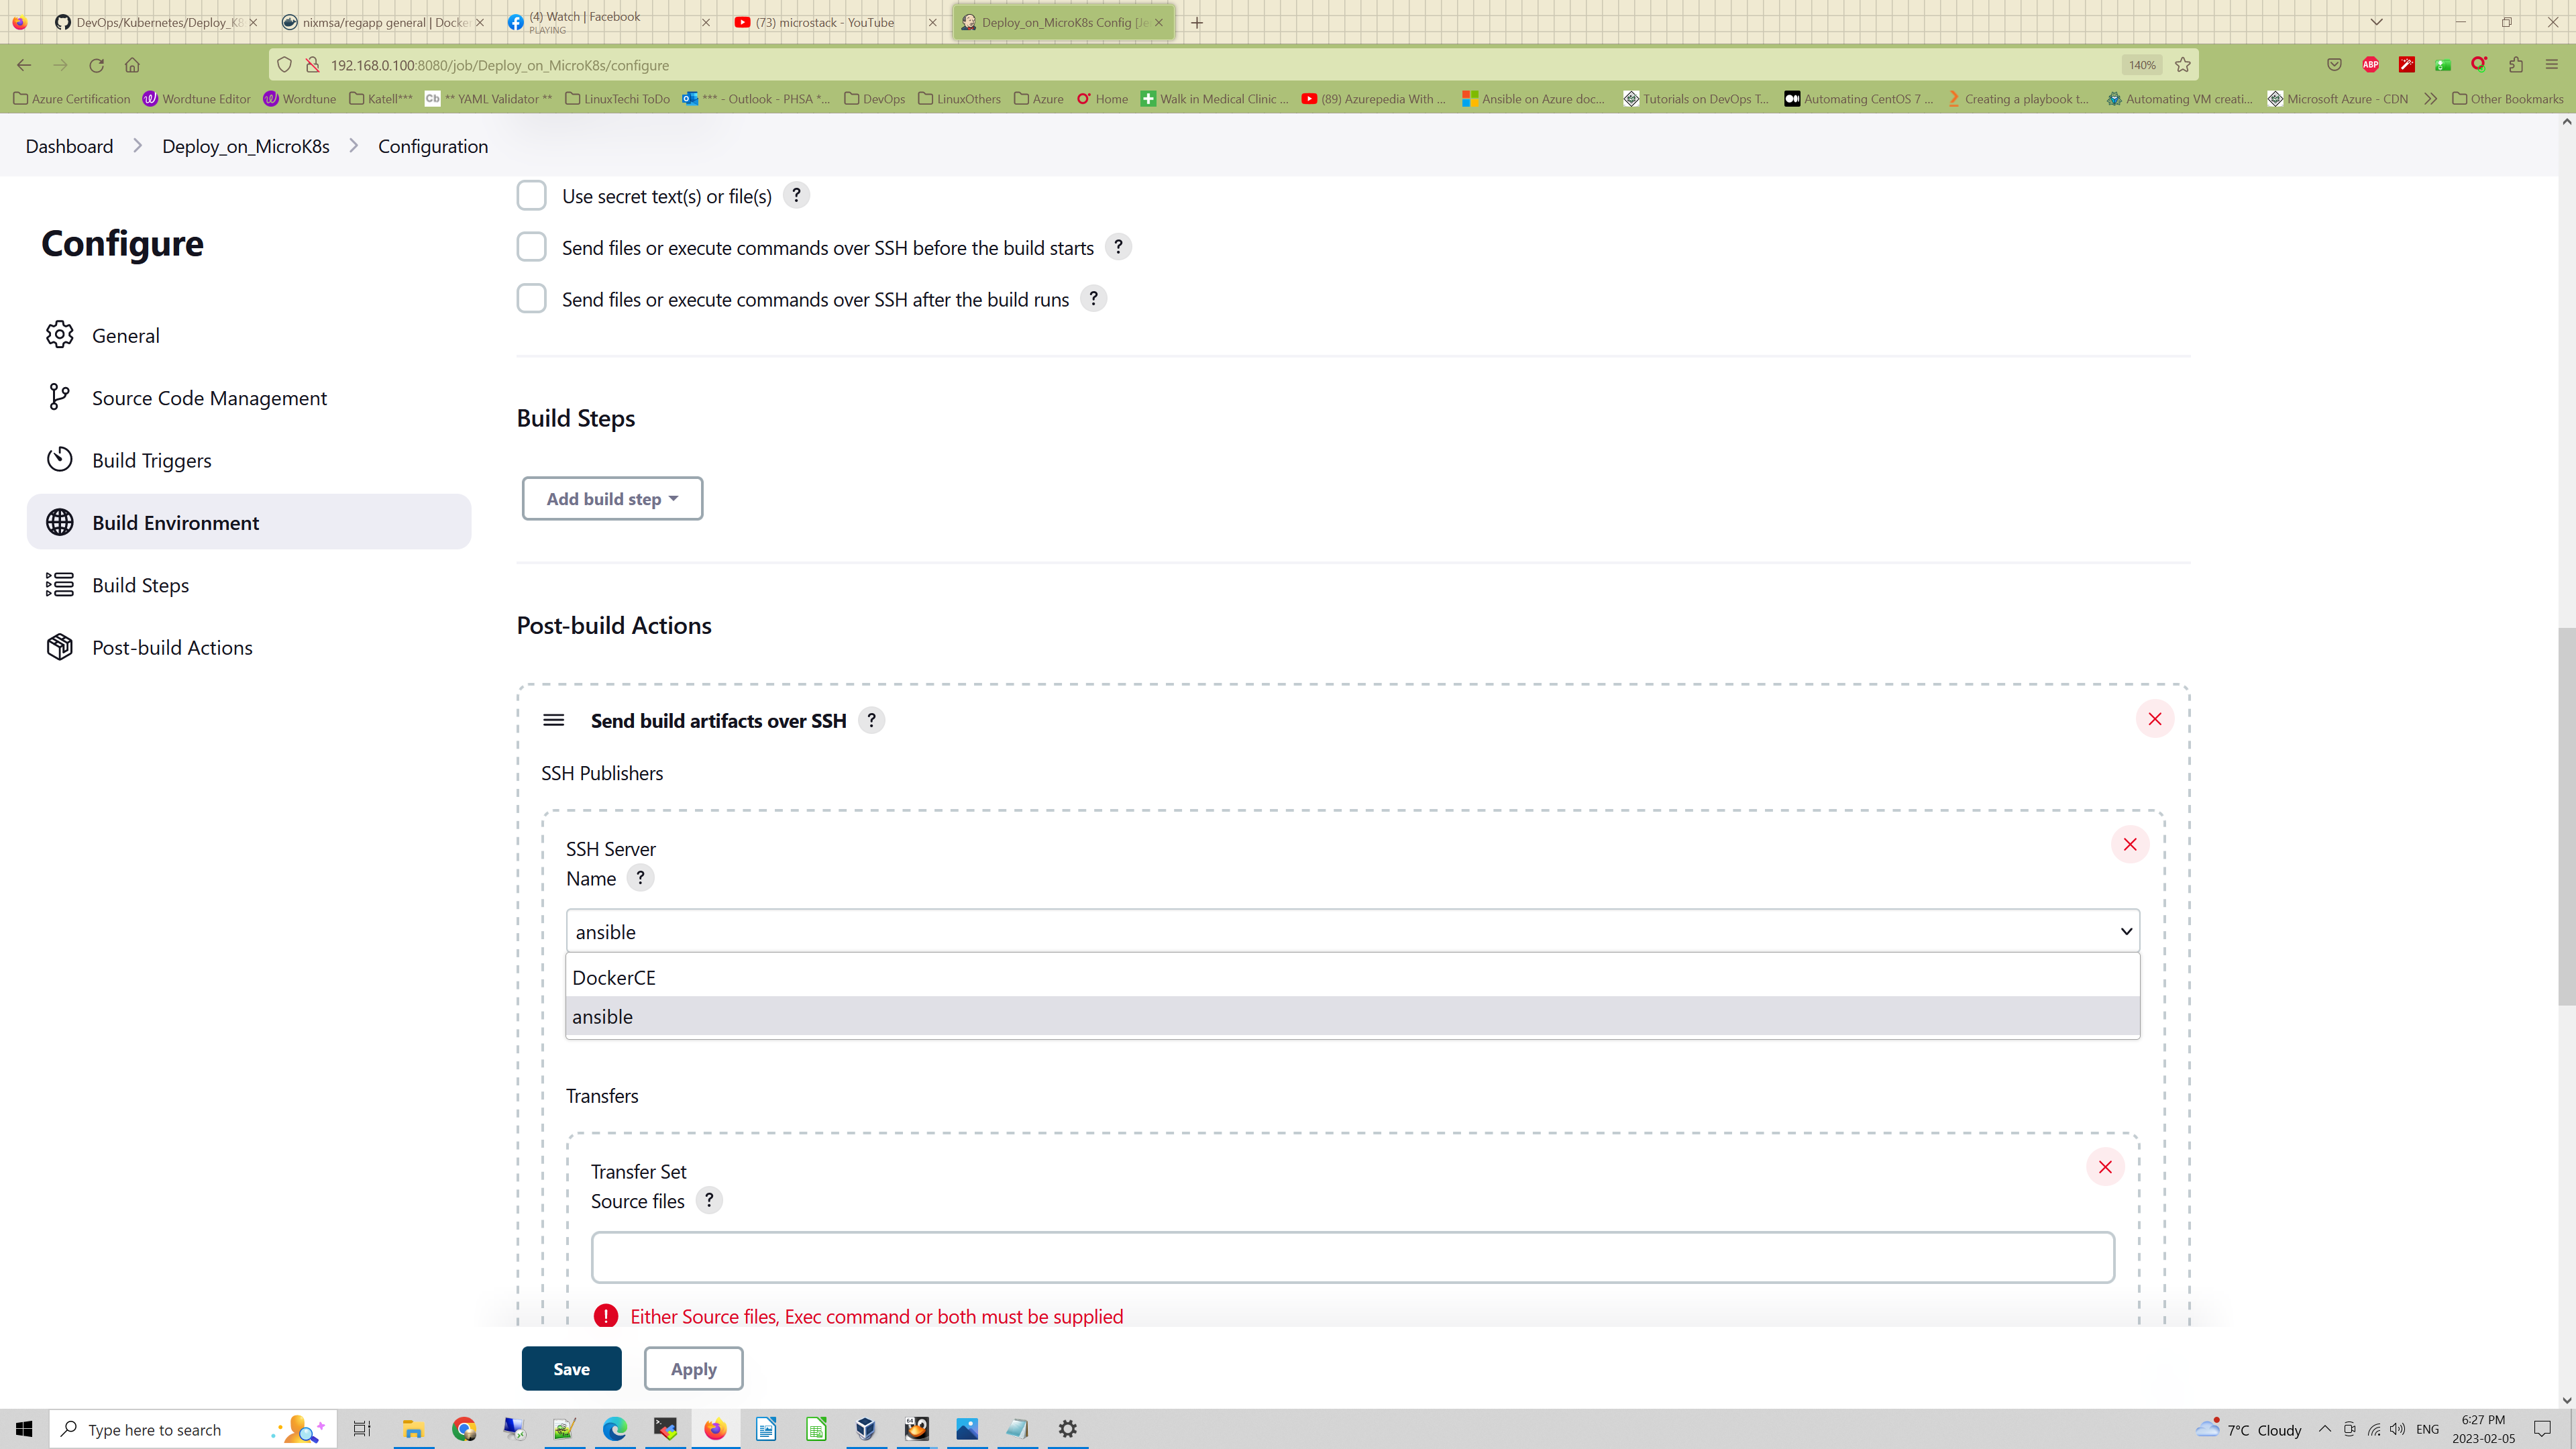 DevOps/Kubernetes/Deploy_K8
nixmsa/regapp general | Docker
(4) Watch | Facebook
PLAYING
(73) microstack - YouTube
Deploy_on_MicroK8s Config [Je
192.168.0.100:8080/job/Deploy_on_MicroK8s/configure
140%
ABP
Azure Certification
Wordtune Editor
Wordtune
Katell***
Cb
** YAML Validator **
LinuxTechi ToDo
*** - Outlook - PHSA *...
DevOps
LinuxOthers
Azure
Home
Walk in Medical Clinic ...
(89) Azurepedia With ...
Ansible on Azure doc...
Tutorials on DevOps T...
Automating CentOS 7 ...
Creating a playbook t...
Automating VM creati...
Microsoft Azure - CDN
Other Bookmarks
Dashboard
Deploy_on_MicroK8s
Configuration
Configure
General
Source Code Management
Build Triggers
Build Environment
Build Steps
Post-build Actions
Use secret text(s) or file(s) ?
Send files or execute commands over SSH before the build starts ?
Send files or execute commands over SSH after the build runs ?
Build Steps
Add build step
Post-build Actions
Send build artifacts over SSH ?
SSH Publishers
SSH Server
Name ?
ansible
DockerCE
ansible
Transfers
Transfer Set
Source files ?
Either Source files, Exec command or both must be supplied
Save
Apply
Type here to search
7°C Cloudy
ENG
6:27 PM
2023-02-05